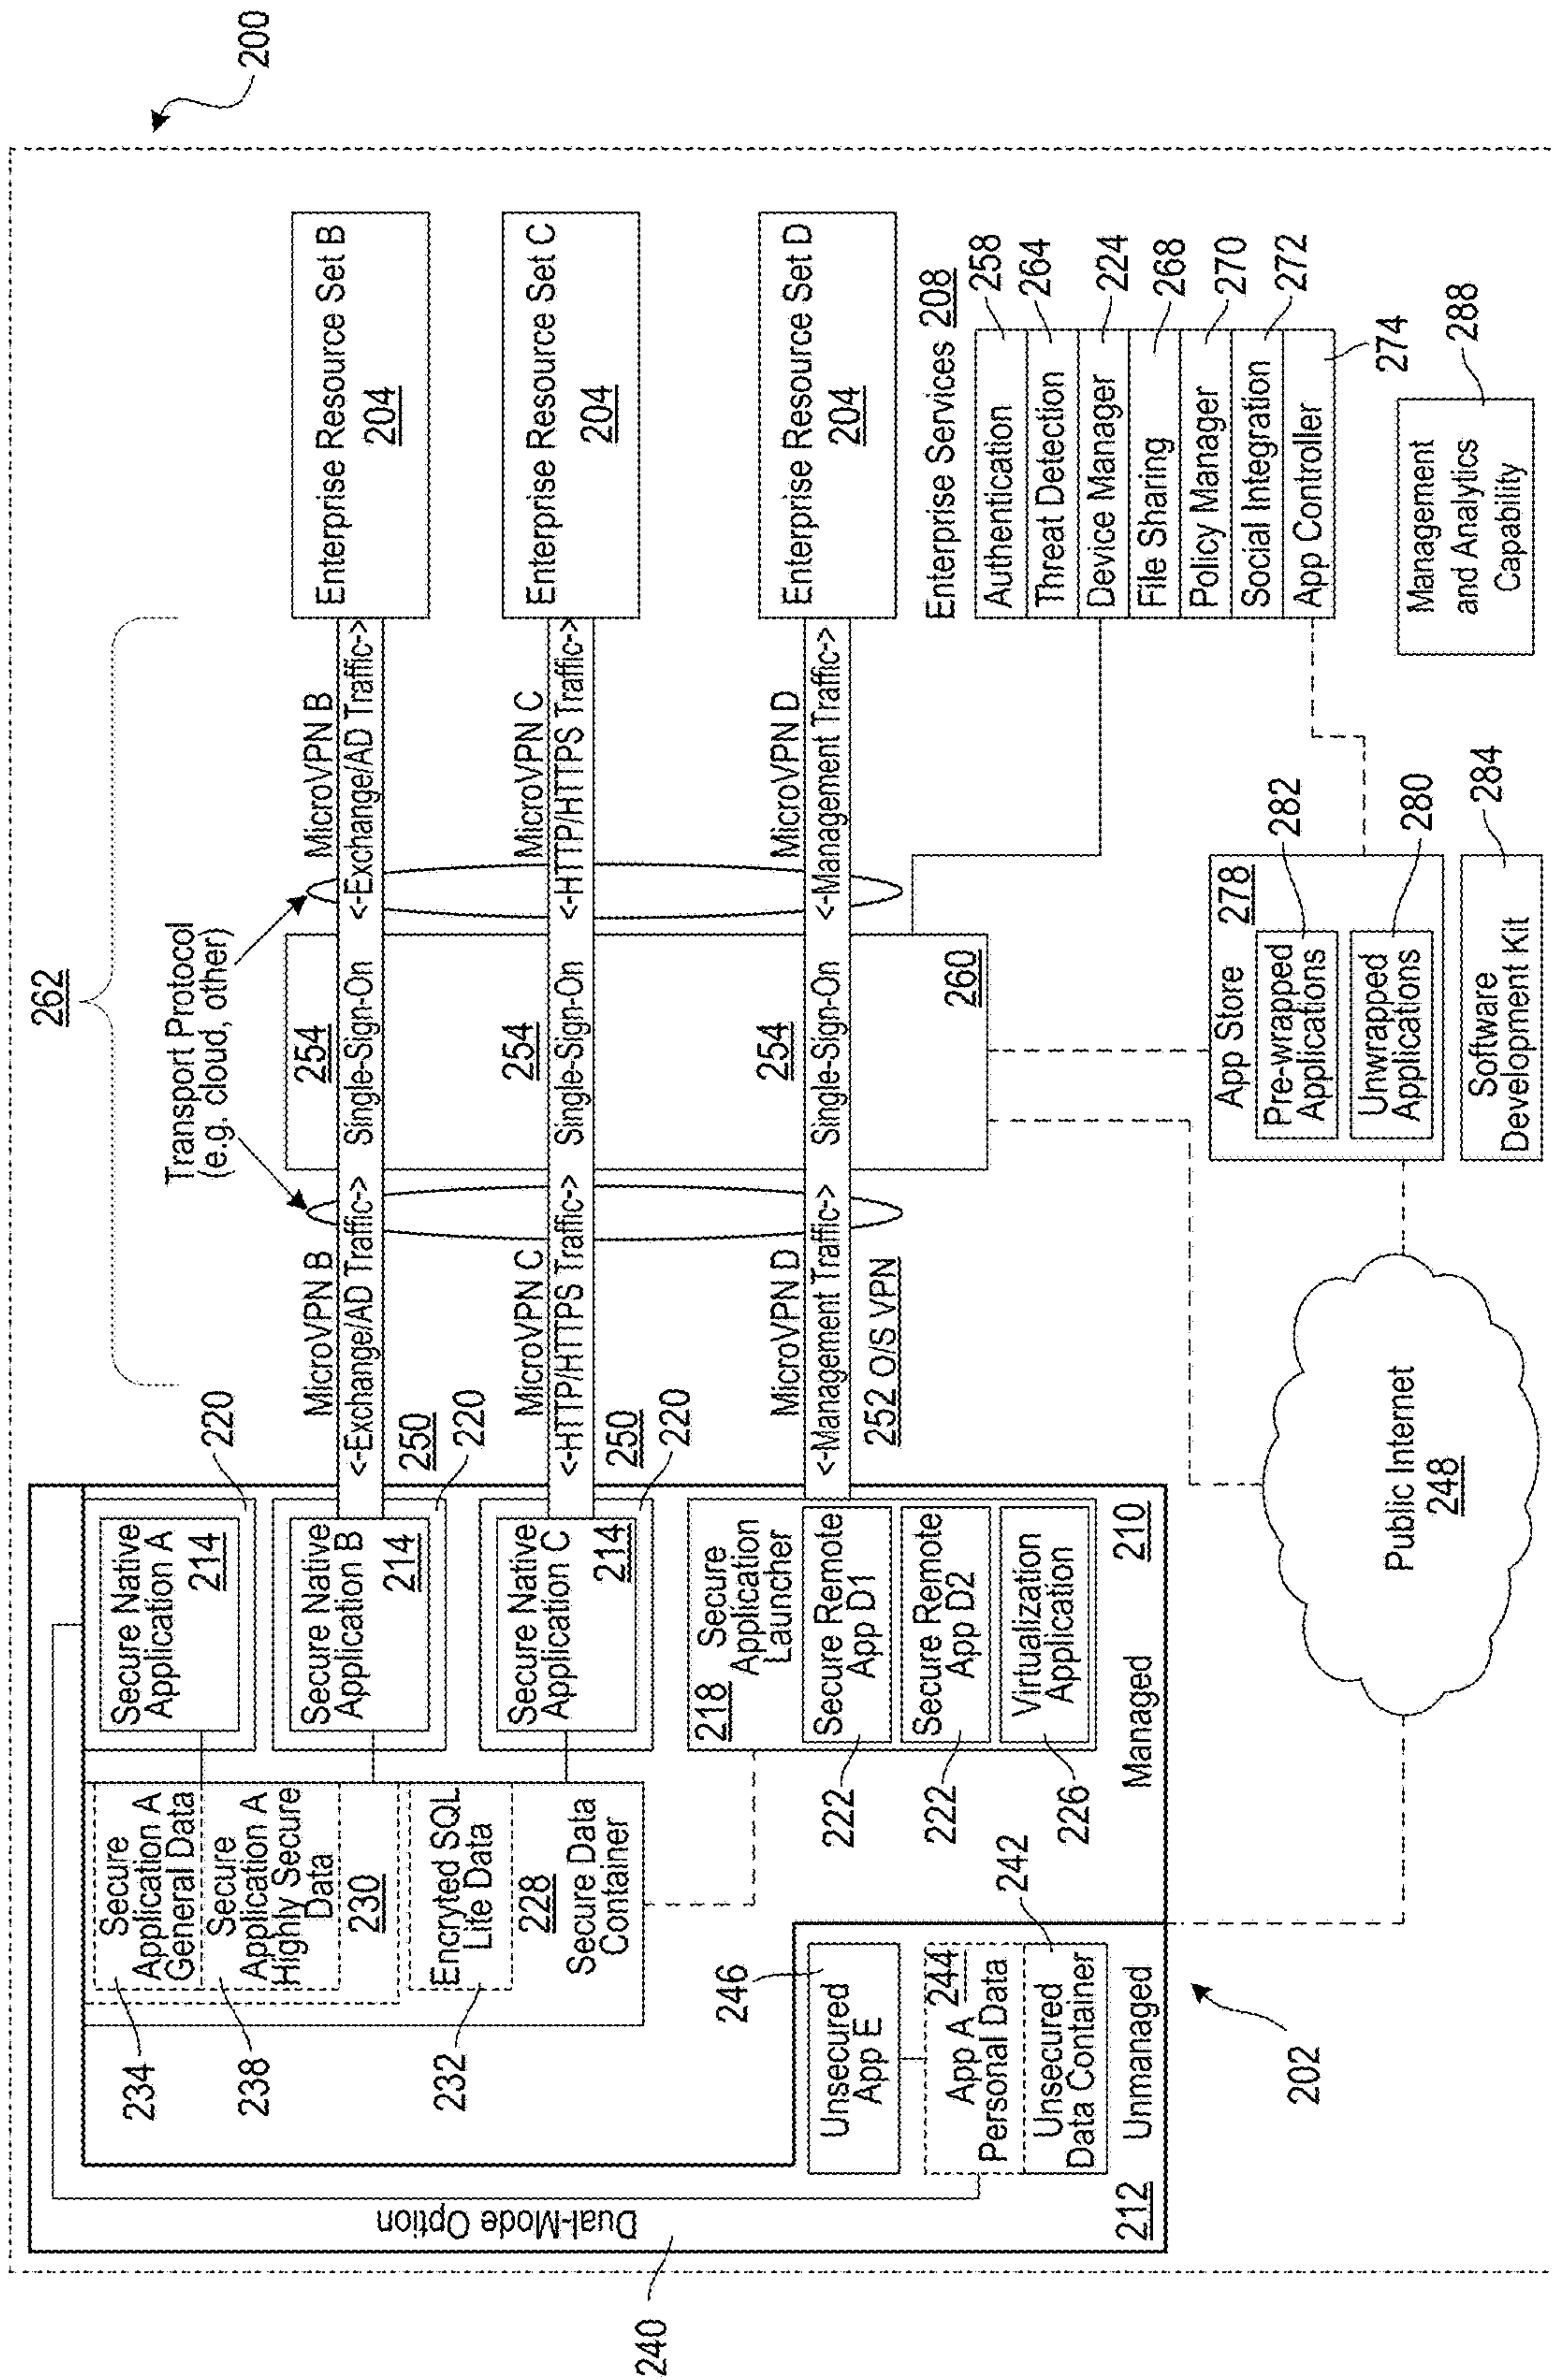 200
262
Transport Protocol
(e.g. cloud, other)
240
Dual-Mode Option
234
238
232
Secure
Application A
General Data
Secure
Application A
Highly Secure
Data
230
Encryted SQL
Lite Data
228
Secure Data
Container
Secure Native
Application A
214
220
Secure Native
Application B
214
250
220
Secure Native
Application C
214
250
220
218
Secure
Application
Launcher
Secure Remote
App D1
222
Secure Remote
App D2
222
Virtualization
Application
226
Managed
210
246
Unsecured
App E
244
App A
Personal Data
242
Unsecured
Data Container
212
Unmanaged
202
MicroVPN B
<-Exchange/AD Traffic->
254
Single-Sign-On
MicroVPN B
<-Exchange/AD Traffic->
Enterprise Resource Set B
204
MicroVPN C
<-HTTP/HTTPS Traffic->
254
Single-Sign-On
MicroVPN C
<-HTTP/HTTPS Traffic->
Enterprise Resource Set C
204
MicroVPN D
<-Management Traffic->
252 O/S VPN
254
Single-Sign-On
MicroVPN D
<-Management Traffic->
Enterprise Resource Set D
204
260
Enterprise Services 208
Authentication
258
Threat Detection
264
Device Manager
224
File Sharing
268
Policy Manager
270
Social Integration
272
App Controller
274
Public Internet
248
App Store 278
Pre-wrapped
Applications
282
Unwrapped
Applications
280
Software
Development Kit
284
Management
and Analytics
Capability
288